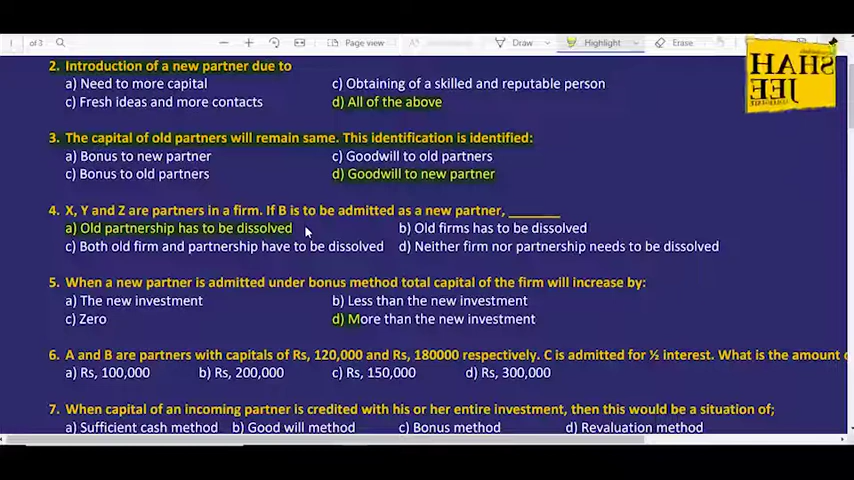 of 3
Page view
Draw
Highlight
Erase
SHAH
JEE
2. Introduction of a new partner due to
a) Need to more capital c) Obtaining of a skilled and reputable person
c) Fresh ideas and more contacts d) All of the above
3. The capital of old partners will remain same. This identification is identified:
a) Bonus to new partner c) Goodwill to old partners
c) Bonus to old partners d) Goodwill to new partner
4. X, Y and Z are partners in a firm. If B is to be admitted as a new partner, _______
a) Old partnership has to be dissolved b) Old firms has to be dissolved
c) Both old firm and partnership have to be dissolved d) Neither firm nor partnership needs to be dissolved
5. When a new partner is admitted under bonus method total capital of the firm will increase by:
a) The new investment b) Less than the new investment
c) Zero d) More than the new investment
6. A and B are partners with capitals of Rs, 120,000 and Rs, 180000 respectively. C is admitted for ½ interest. What is the amount
a) Rs, 100,000 b) Rs, 200,000 c) Rs, 150,000 d) Rs, 300,000
7. When capital of an incoming partner is credited with his or her entire investment, then this would be a situation of;
a) Sufficient cash method b) Good will method c) Bonus method d) Revaluation method